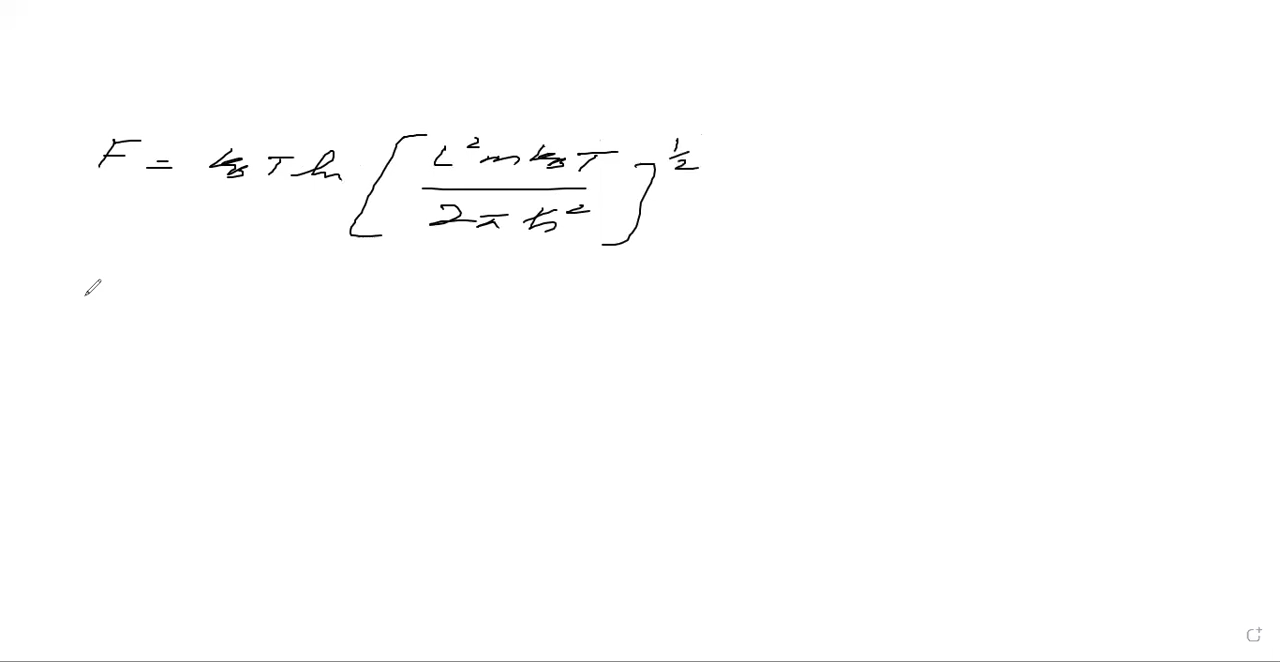 F = k_B T ln [ L² m k_B T / 2π ħ² ]^½